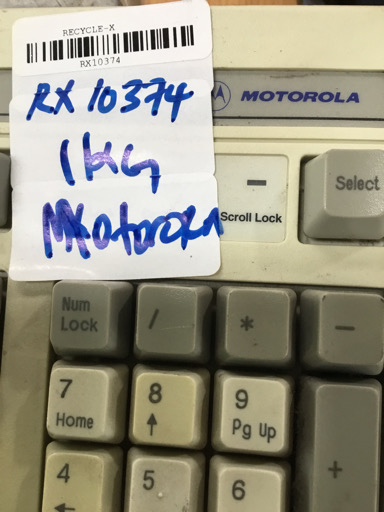 RECYCLE-X
RX10374
RX 10374
1KG
MKotorola
MOTOROLA
Scroll Lock
Select
Num Lock
/
*
−
7 Home
8 ↑
9 Pg Up
+
4 ←
5
6